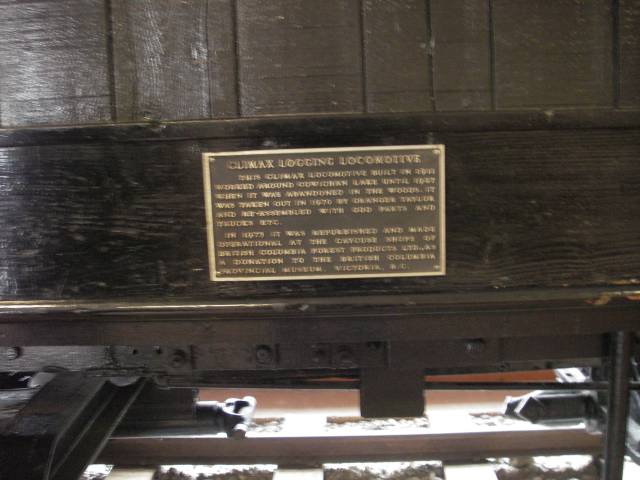 CLIMAX LOGGING LOCOMOTIVE
THIS CLIMAX LOCOMOTIVE BUILT IN 1911
WORKED AROUND COWICHAN LAKE UNTIL 1927
WHEN IT WAS ABANDONED IN THE WOODS. IT
WAS TAKEN OUT IN 1970 BY GRANGER TAYLOR
AND RE-ASSEMBLED WITH ODD PARTS AND
TRUCKS ETC.
IN 1975 IT WAS REFURBISHED AND MADE
OPERATIONAL AT THE CAYCUSE SHOPS OF
BRITISH COLUMBIA FOREST PRODUCTS LTD., AS
A DONATION TO THE BRITISH COLUMBIA
PROVINCIAL MUSEUM, VICTORIA, B.C.